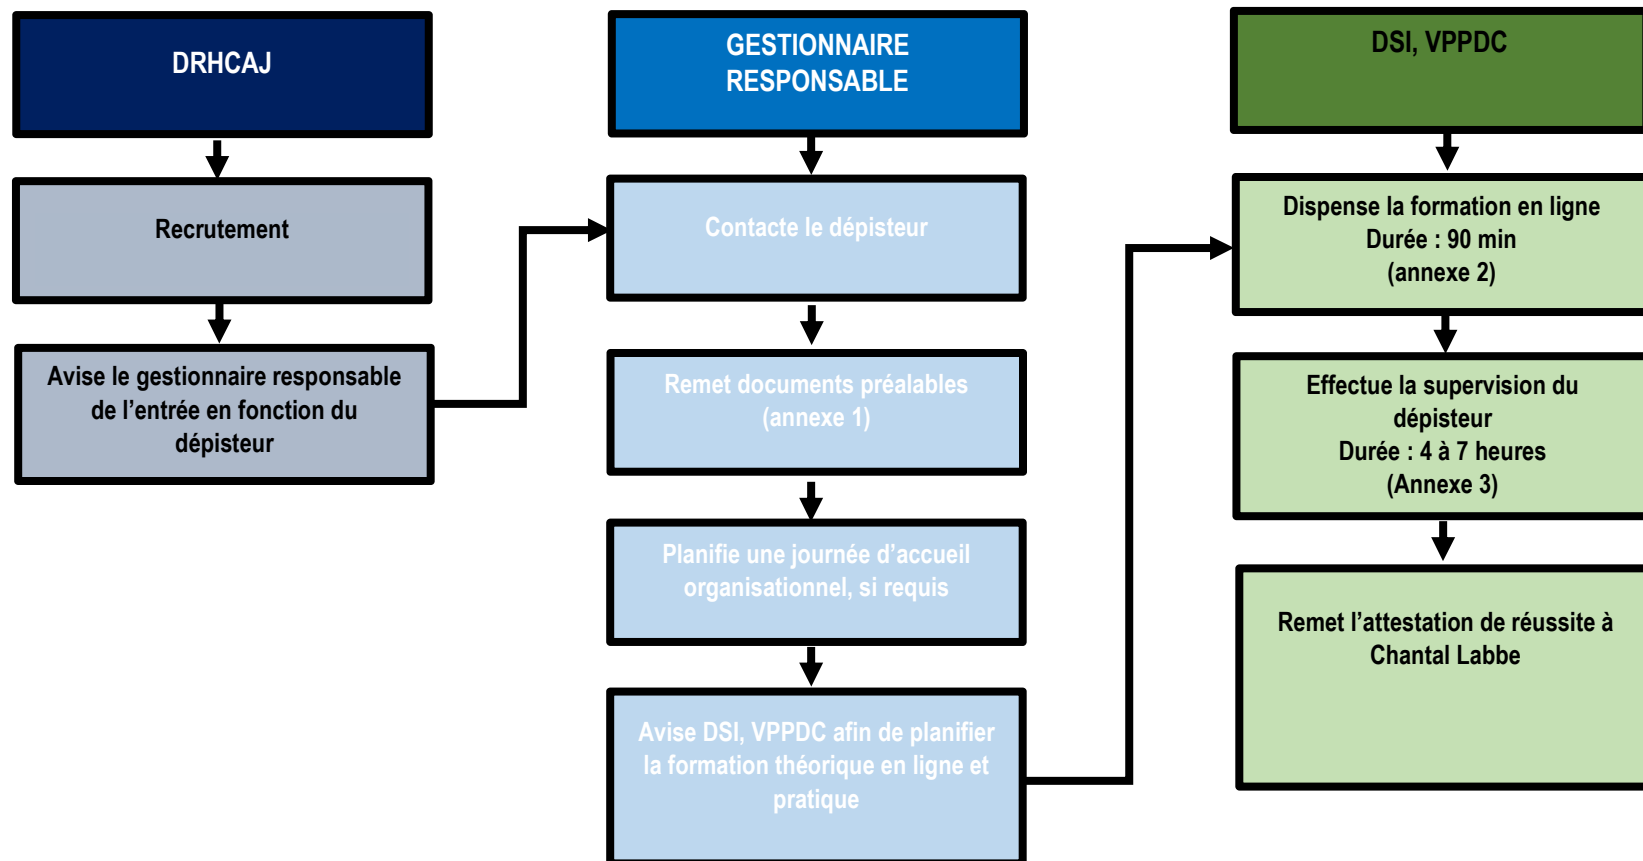 DRHCAJ
Recrutement
Avise le gestionnaire responsable
de l’entrée en fonction du
dépisteur
GESTIONNAIRE
RESPONSABLE
Contacte le dépisteur
Remet documents préalables
(annexe 1)
Planifie une journée d’accueil
organisationnel, si requis
Avise DSI, VPPDC afin de planifier
la formation théorique en ligne et
pratique
DSI, VPPDC
Dispense la formation en ligne
Durée : 90 min
(annexe 2)
Effectue la supervision du
dépisteur
Durée : 4 à 7 heures
(Annexe 3)
Remet l’attestation de réussite à
Chantal Labbe